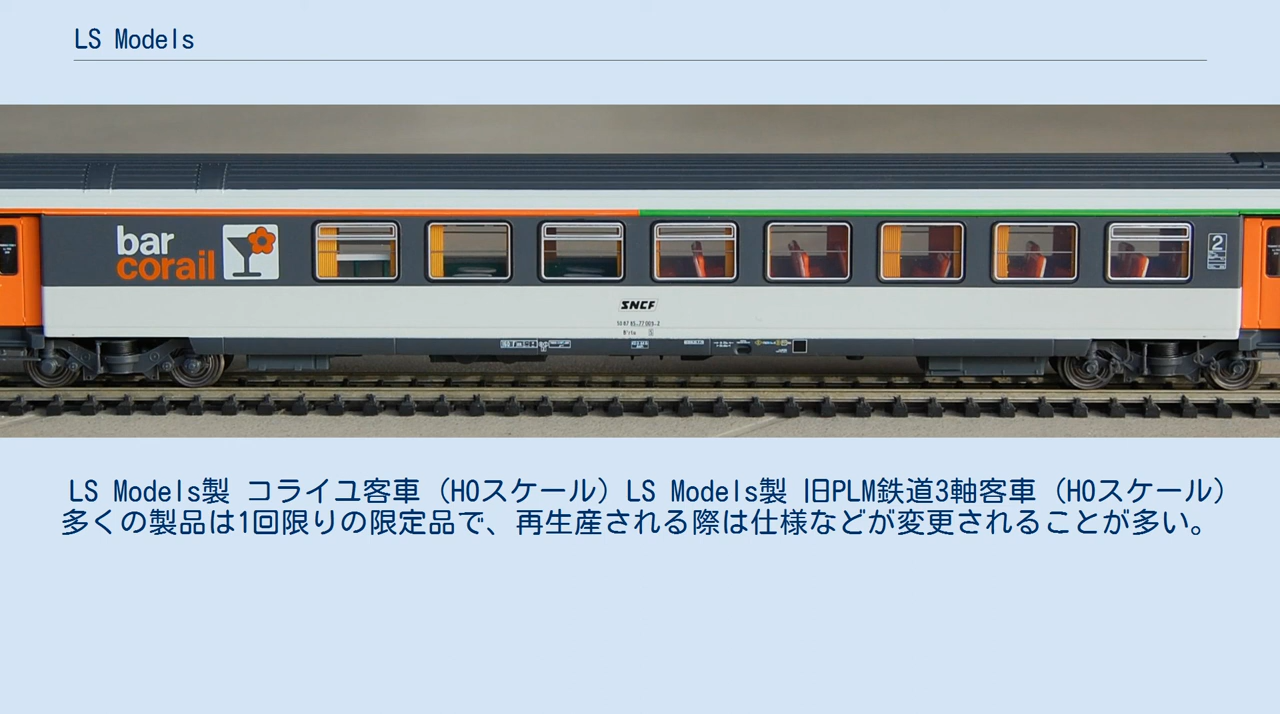 LS Models
bar
corail
2
SNCF
LS Models製 コライユ客車（HOスケール）LS Models製 旧PLM鉄道3軸客車（HOスケール）
多くの製品は1回限りの限定品で、再生産される際は仕様などが変更されることが多い。